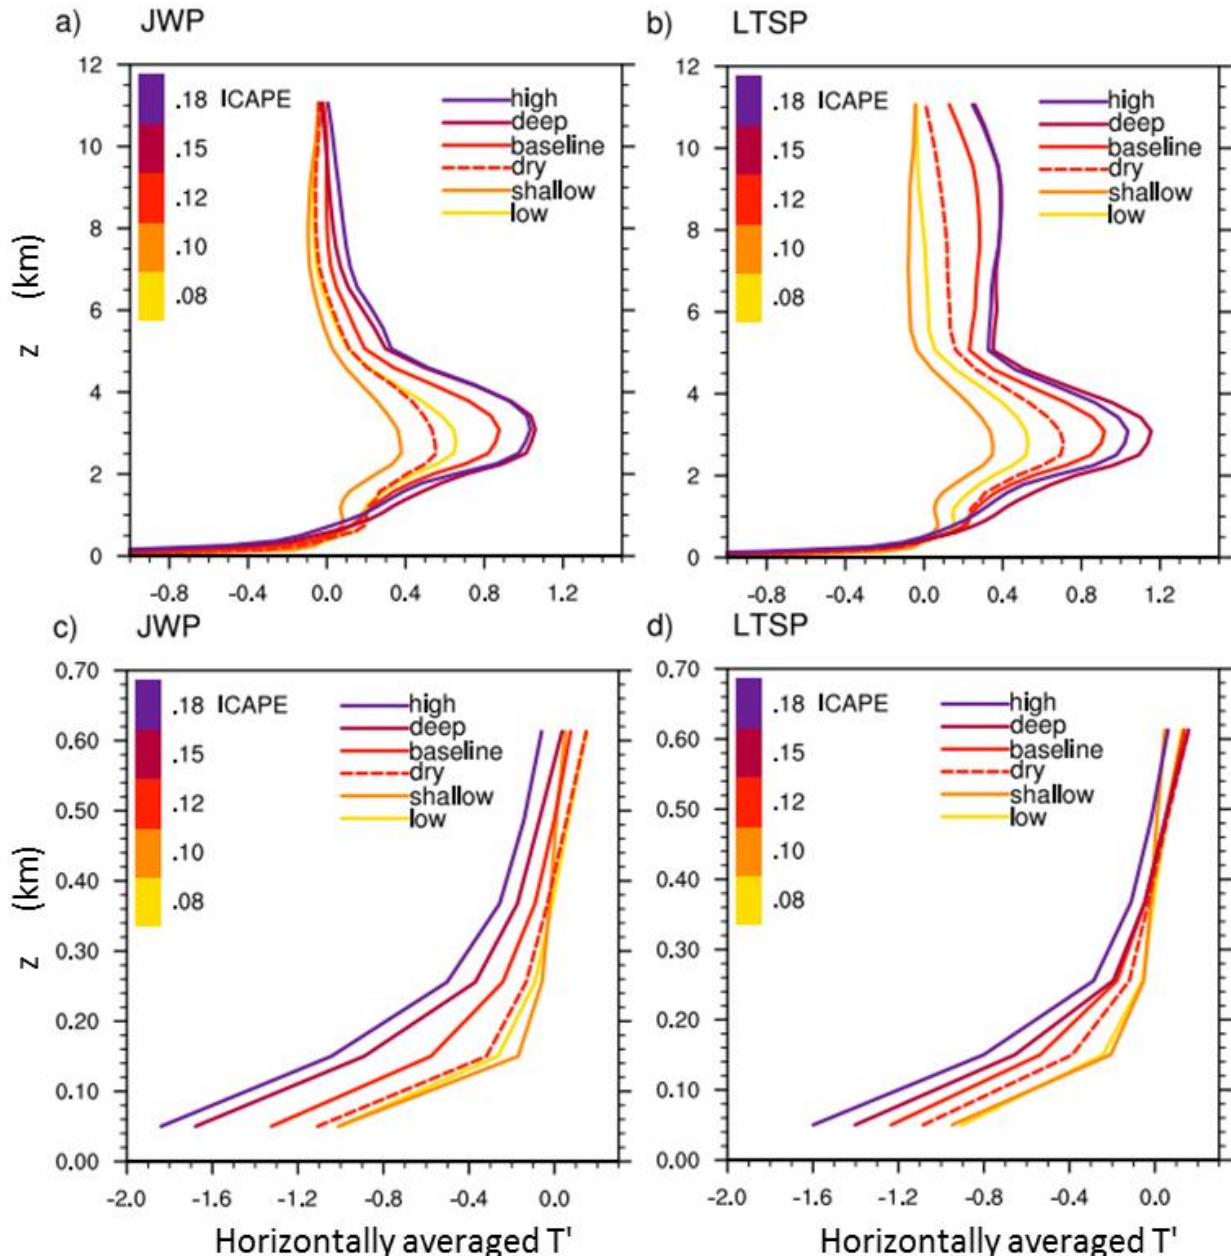 a) JWP
b) LTSP
12
10
8
6
4
2
0
z (km)
.18 ICAPE
.15
.12
.10
.08
high
deep
baseline
dry
shallow
low
-0.8 -0.4 0.0 0.4 0.8 1.2
12
10
8
6
4
2
0
.18 ICAPE
.15
.12
.10
.08
high
deep
baseline
dry
shallow
low
-0.8 -0.4 0.0 0.4 0.8 1.2
c) JWP
d) LTSP
0.70
0.60
0.50
0.40
0.30
0.20
0.10
0.00
z (km)
.18 ICAPE
.15
.12
.10
.08
high
deep
baseline
dry
shallow
low
-2.0 -1.6 -1.2 -0.8 -0.4 0.0
Horizontally averaged T'
0.70
0.60
0.50
0.40
0.30
0.20
0.10
0.00
.18 ICAPE
.15
.12
.10
.08
high
deep
baseline
dry
shallow
low
-2.0 -1.6 -1.2 -0.8 -0.4 0.0
Horizontally averaged T'